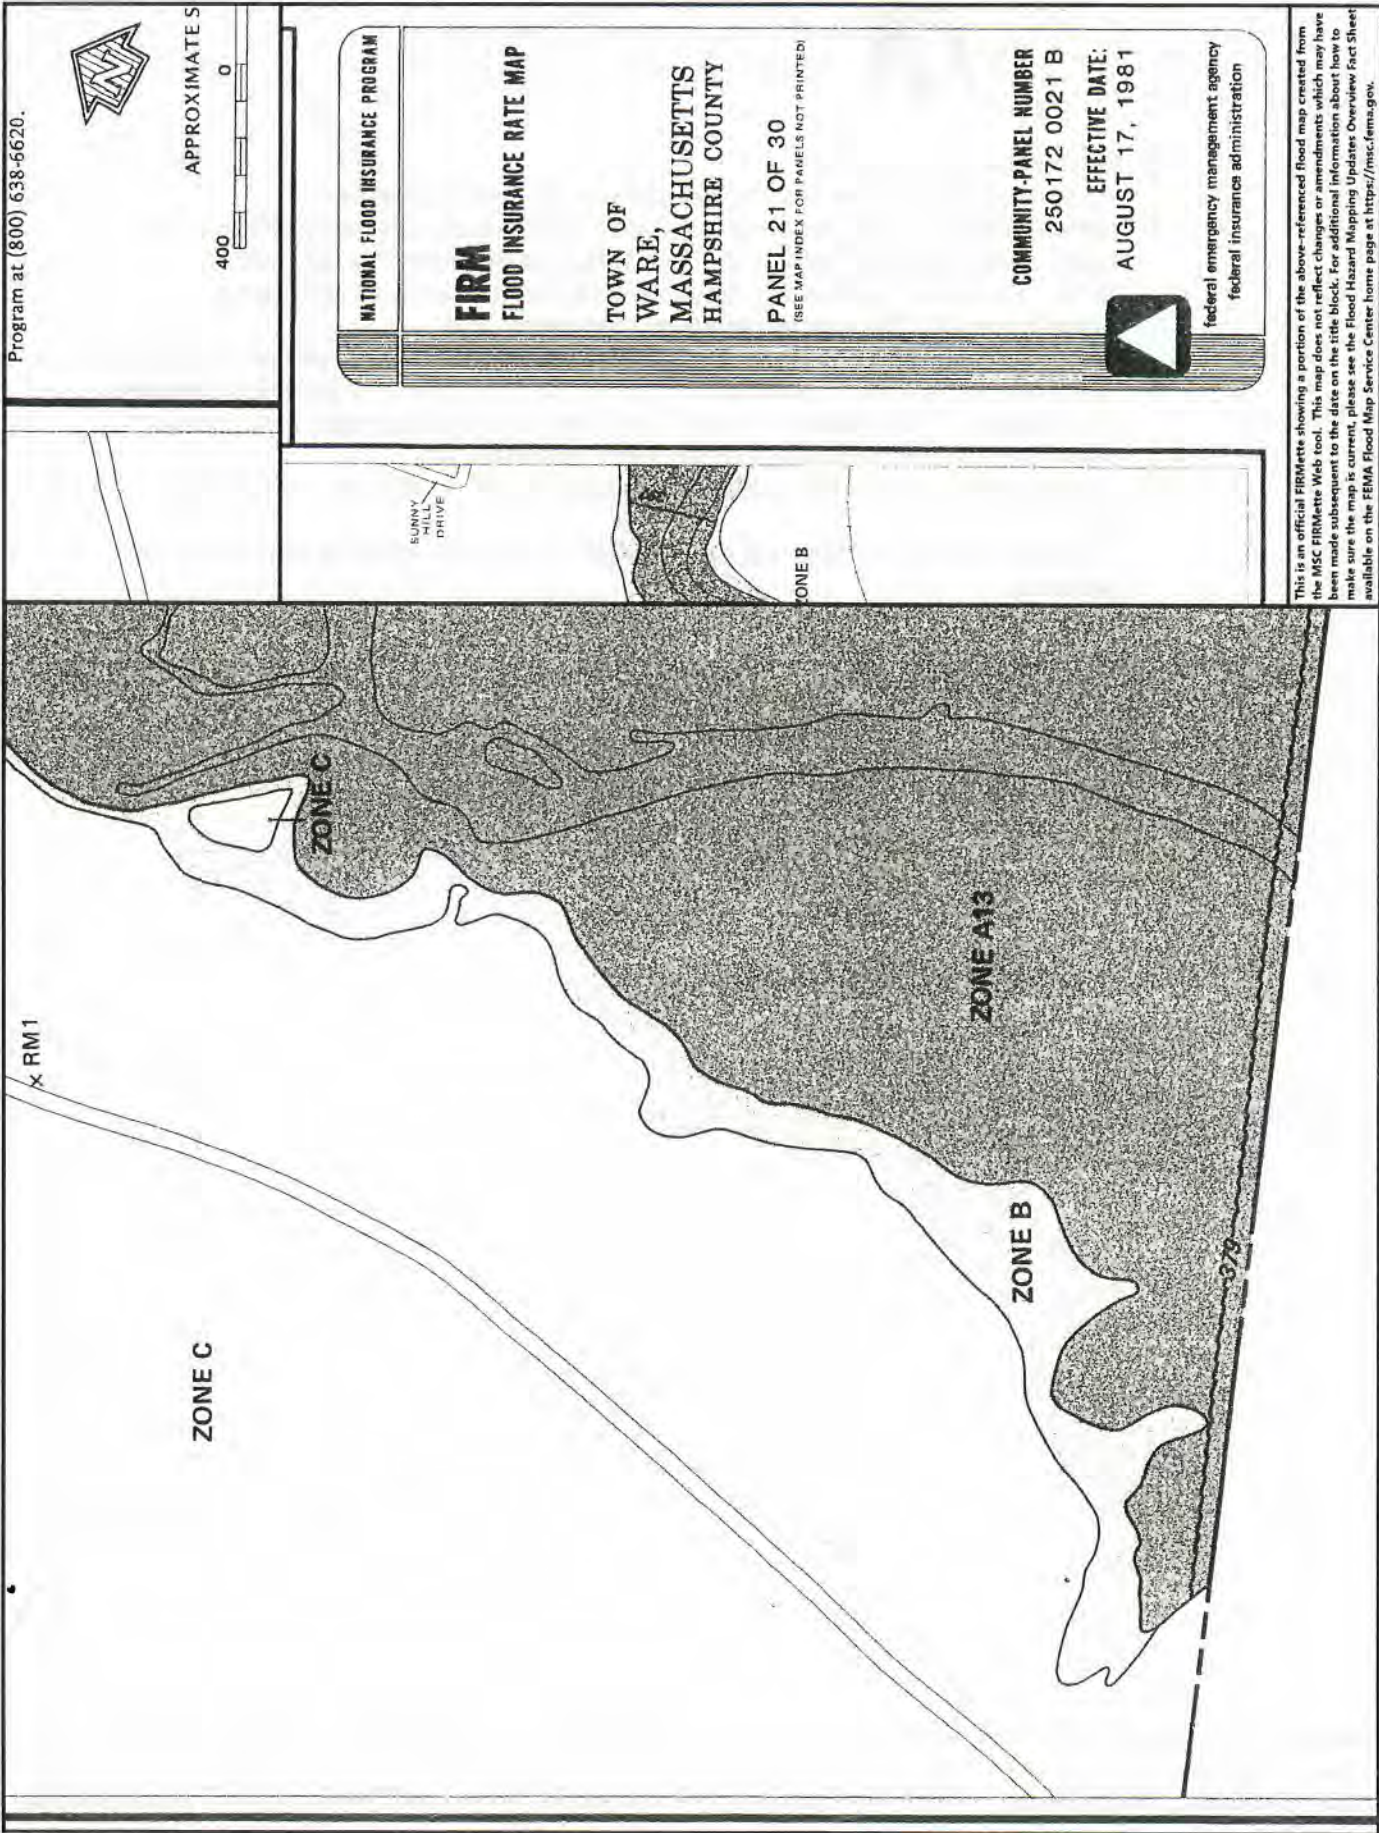 Program at (800) 638-6620.
APPROXIMATE S
400 0
NATIONAL FLOOD INSURANCE PROGRAM
FIRM
FLOOD INSURANCE RATE MAP
TOWN OF
WARE,
MASSACHUSETTS
HAMPSHIRE COUNTY
PANEL 21 OF 30
(SEE MAP INDEX FOR PANELS NOT PRINTED)
COMMUNITY-PANEL NUMBER
250172 0021 B
EFFECTIVE DATE:
AUGUST 17, 1981
federal emergency management agency
federal insurance administration
This is an official FIRMette showing a portion of the above-referenced flood map created from
the MSC FIRMette Web tool. This map does not reflect changes or amendments which may have
been made subsequent to the date on the title block. For additional information about how to
make sure the map is current, please see the Flood Hazard Mapping Updates Overview Fact Sheet
available on the FEMA Flood Map Service Center home page at https://msc.fema.gov.
SUNNY
HILL
DRIVE
ZONE B
ZONE C
RM1
ZONE A13
ZONE B
ZONE C
379